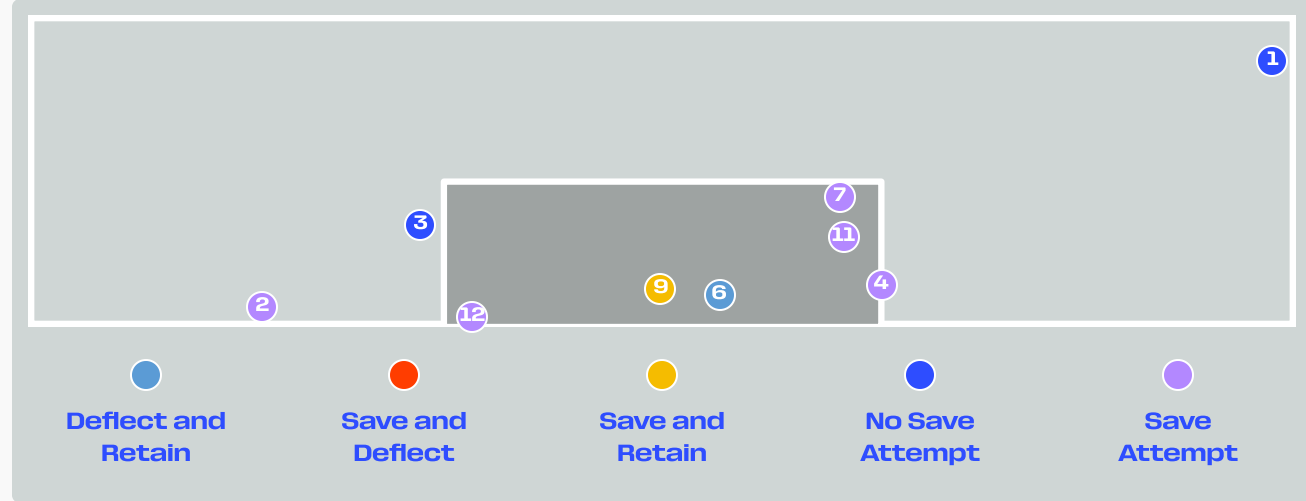 1
7
3
11
4
9
6
2
12
Deflect and
Retain
Save and
Deflect
Save and
Retain
No Save
Attempt
Save
Attempt